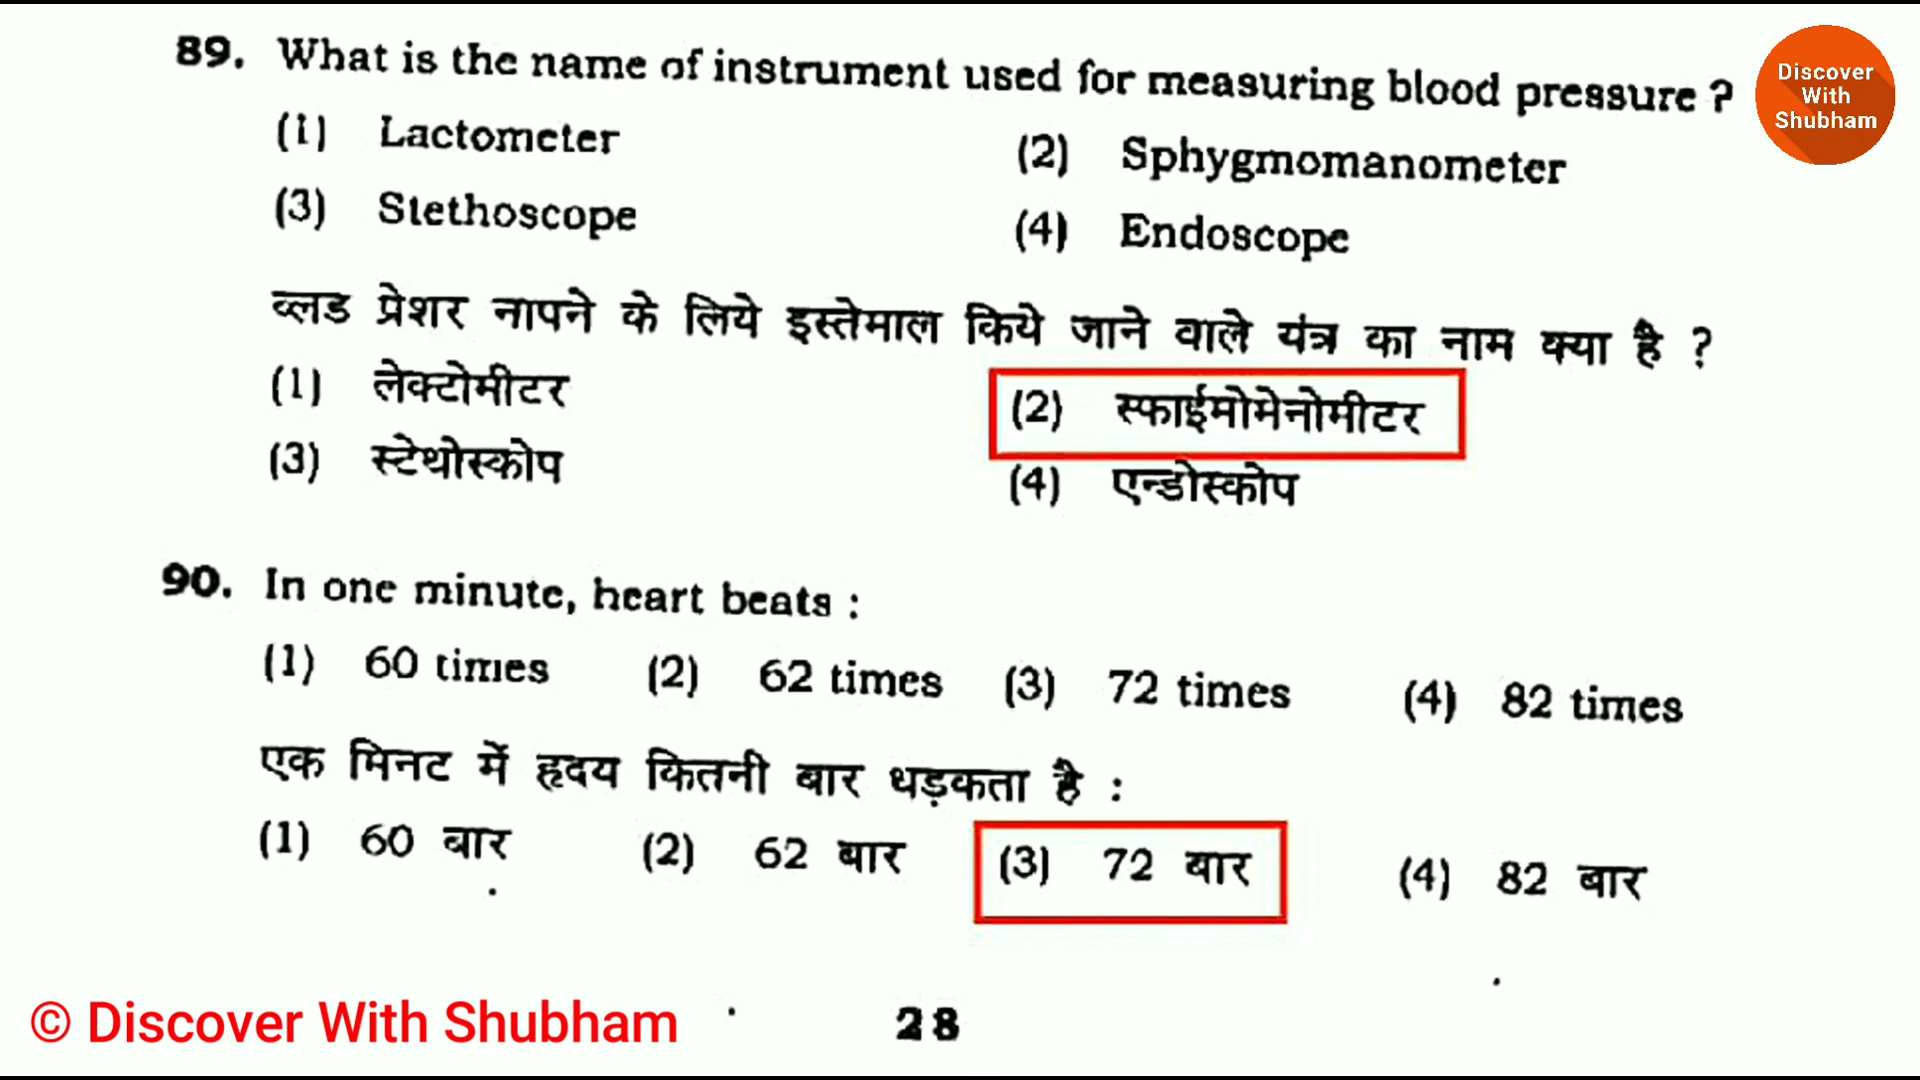 89. What is the name of instrument used for measuring blood pressure ?
(1) Lactometer (2) Sphygmomanometer
(3) Stethoscope (4) Endoscope
व्लड प्रेशर नापने के लिये इस्तेमाल किये जाने वाले यंत्र का नाम क्या है ?
(1) लेक्टोमीटर (2) स्फाईमोमेनोमीटर
(3) स्टेथोस्कोप (4) एन्डोस्कोप
90. In one minute, heart beats :
(1) 60 times (2) 62 times (3) 72 times (4) 82 times
एक मिनट में हृदय कितनी बार धड़कता है :
(1) 60 बार (2) 62 बार (3) 72 बार (4) 82 बार
28
Discover
With
Shubham
© Discover With Shubham